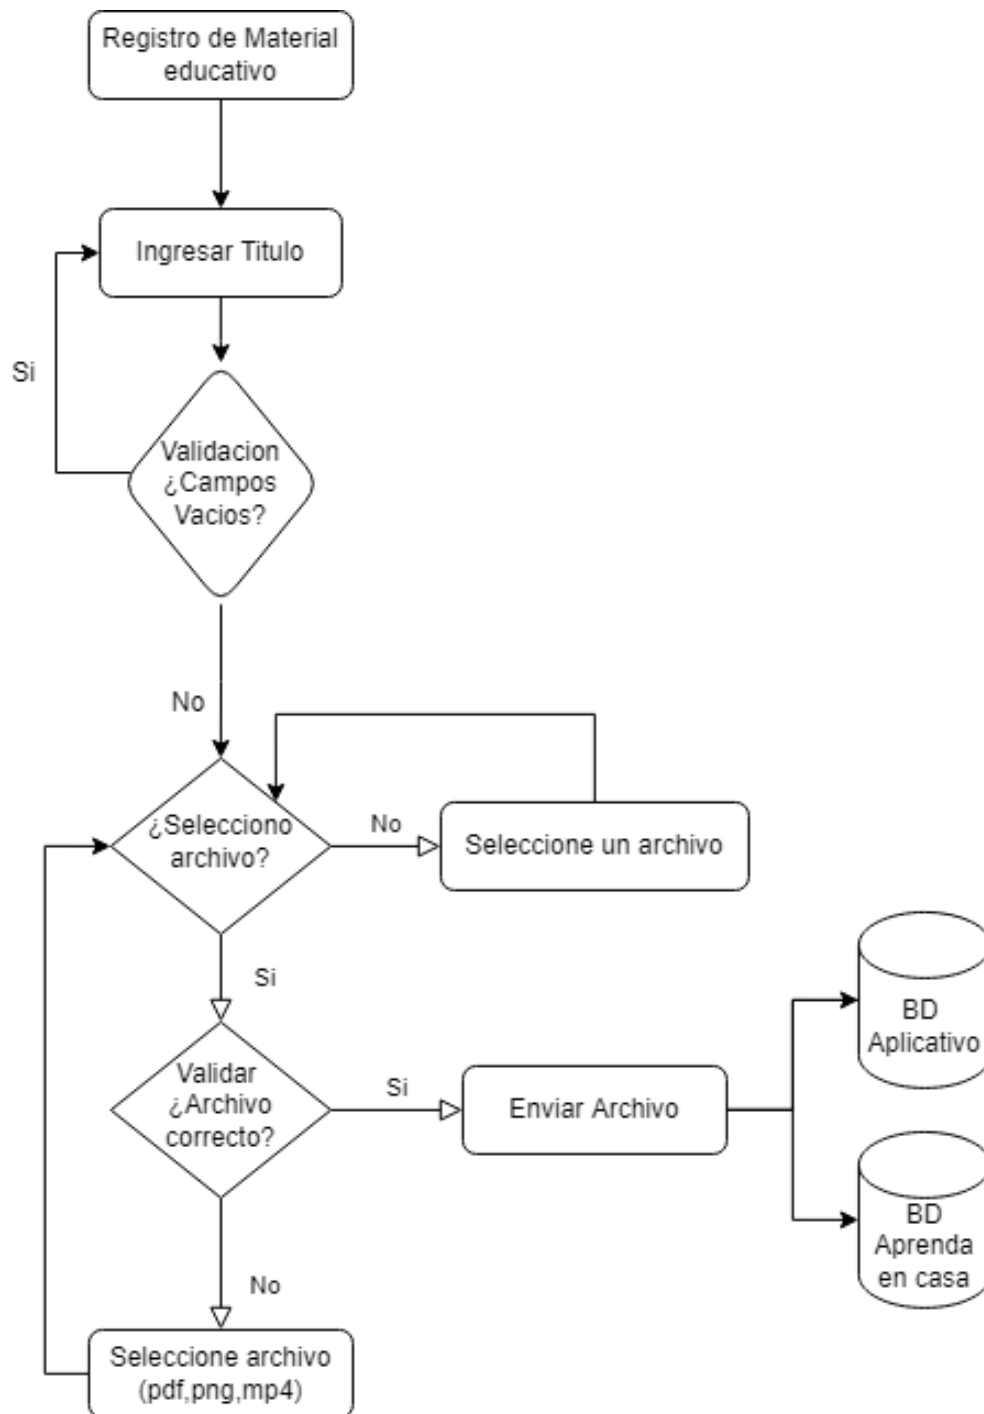 Registro de Material
educativo
Ingresar Titulo
Si
Validacion
¿Campos
Vacios?
No
¿Selecciono
archivo?
No
Seleccione un archivo
Si
BD
Aplicativo
Validar
¿Archivo
correcto?
Si
Enviar Archivo
BD
Aprenda
en casa
No
Seleccione archivo
(pdf,png,mp4)